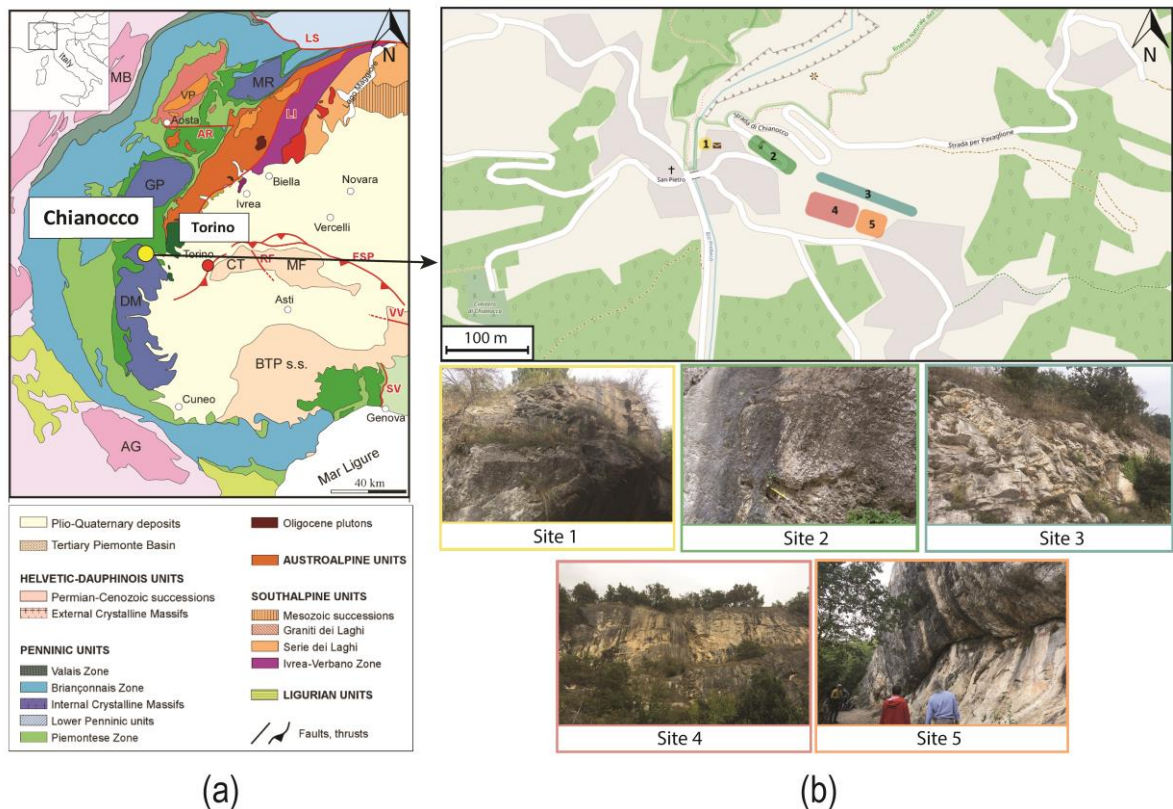 Italy
LS
N
MB
MR
VP
Lago Maggiore
LI
Aosta
AR
Biella
Novara
GP
Ivrea
Chianocco
Torino
Vercelli
Torino
RF
FSP
CT
MF
DM
Asti
VV
BTP s.s.
SV
Cuneo
Genova
AG
Mar Ligure
40 km
Plio-Quaternary deposits
Tertiary Piemonte Basin
HELVETIC-DAUPHINOIS UNITS
Permian-Cenozoic successions
External Crystalline Massifs
PENNINIC UNITS
Valais Zone
Briançonnais Zone
Internal Crystalline Massifs
Lower Penninic units
Piemontese Zone
Oligocene plutons
AUSTROALPINE UNITS
SOUTHALPINE UNITS
Mesozoic successions
Graniti dei Laghi
Serie dei Laghi
Ivrea-Verbano Zone
LIGURIAN UNITS
Faults, thrusts
(a)
N
Strada di Chianocco
Strada per Pavaglione
1
2
San Pietro
3
4
5
100 m
Site 1
Site 2
Site 3
Site 4
Site 5
(b)